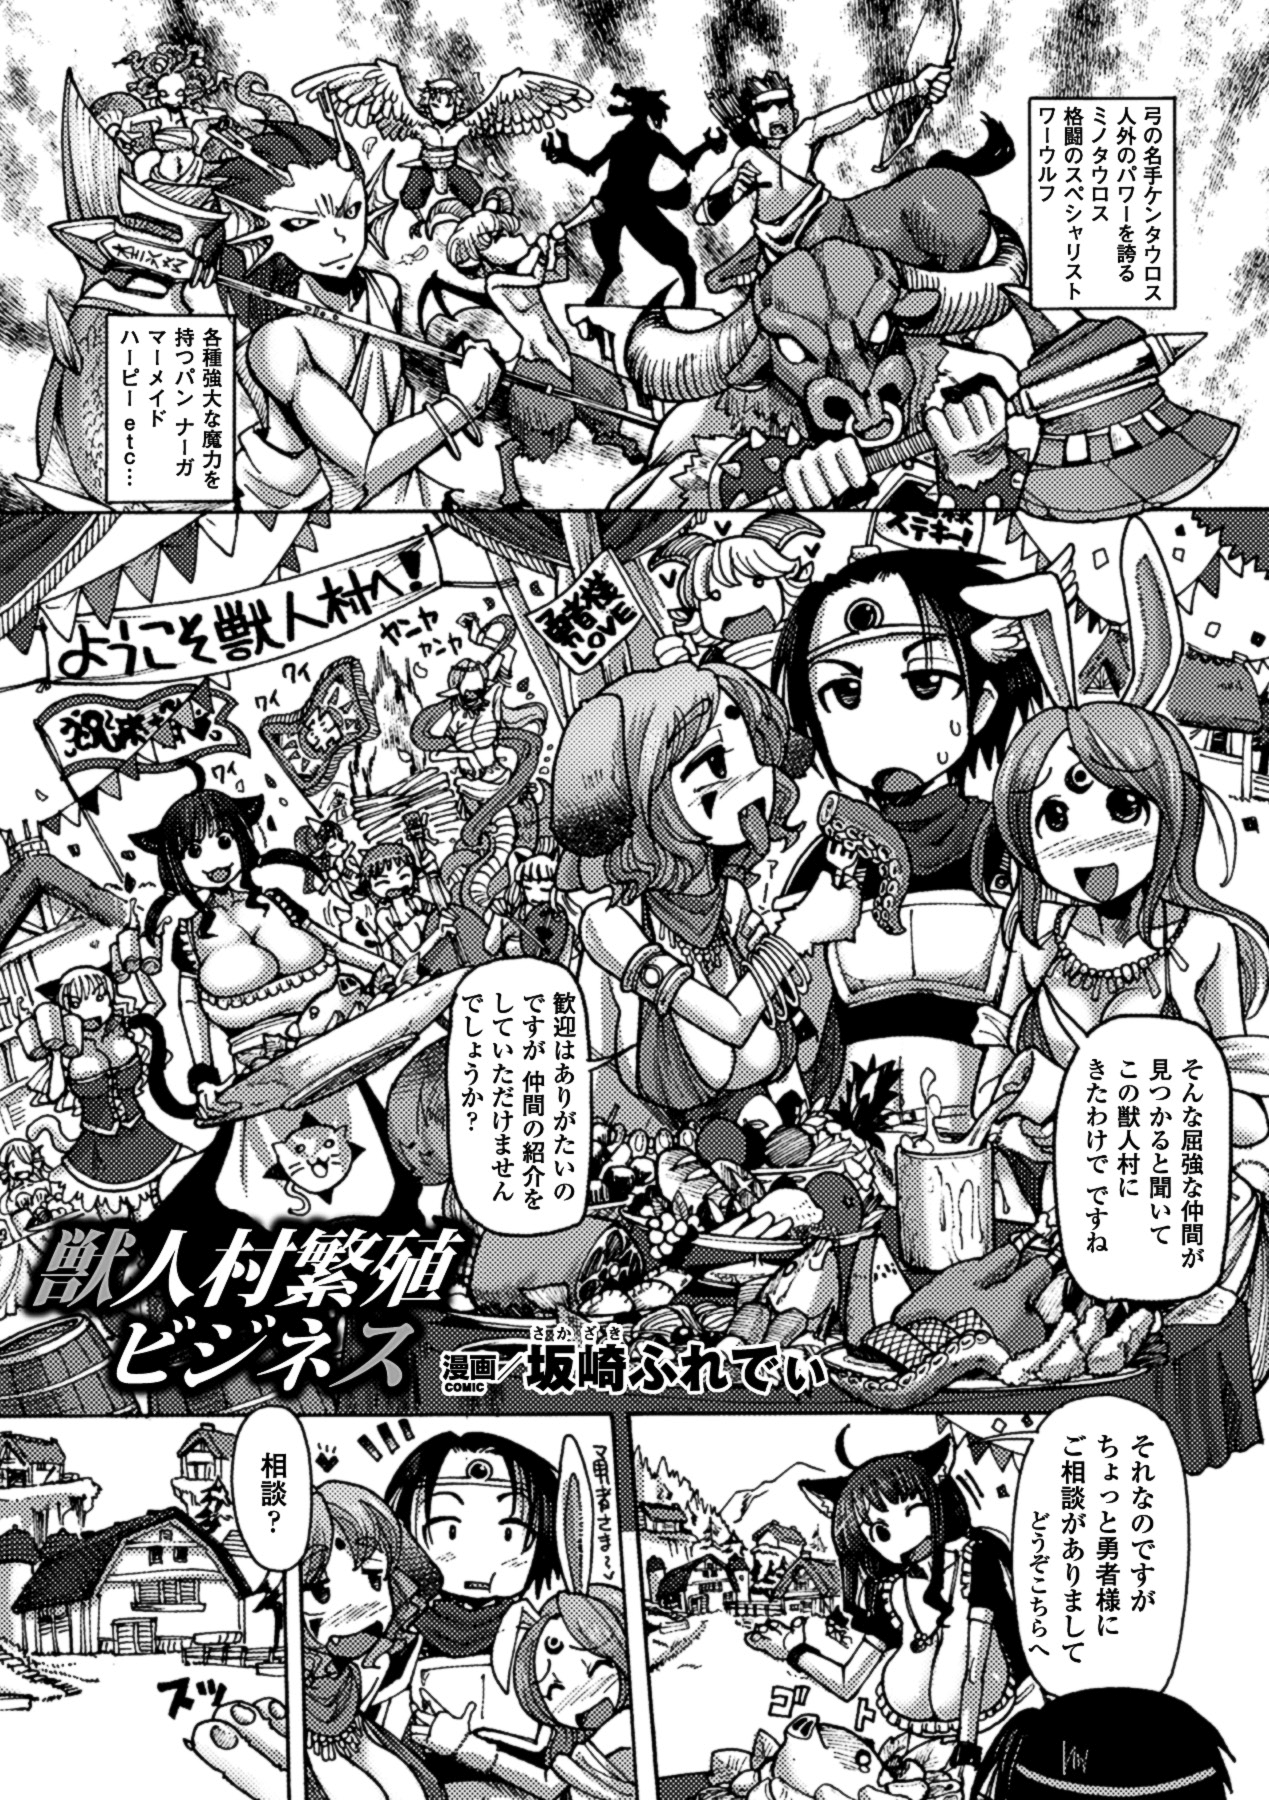 弓の名手ケンタウロス
人外のパワーを誇る
ミノタウロス
格闘のスペシャリスト
ワーウルフ
各種強大な魔力を
持つパン ナーガ
マーメイド
ハーピー etc…
ステキー！
ようこそ獣人村へ！
勇者様
LOVE
ヤンヤ
ヤンヤ
ワイ
ワイ
ワイ
そんな屈強な仲間が
見つかると聞いて
この獣人村に
きたわけで ですね
歓迎はありがたいの
ですが 仲間の紹介を
していただけません
でしょうか？
獣人村繁殖
ビジネス
漫画／坂崎ふれでぃ
COMIC
さかざき
それなのですが
ちょっと勇者様に
ご相談がありまして
どうぞこちらへ
ゴト
勇者さま〜
相談？
ズッ